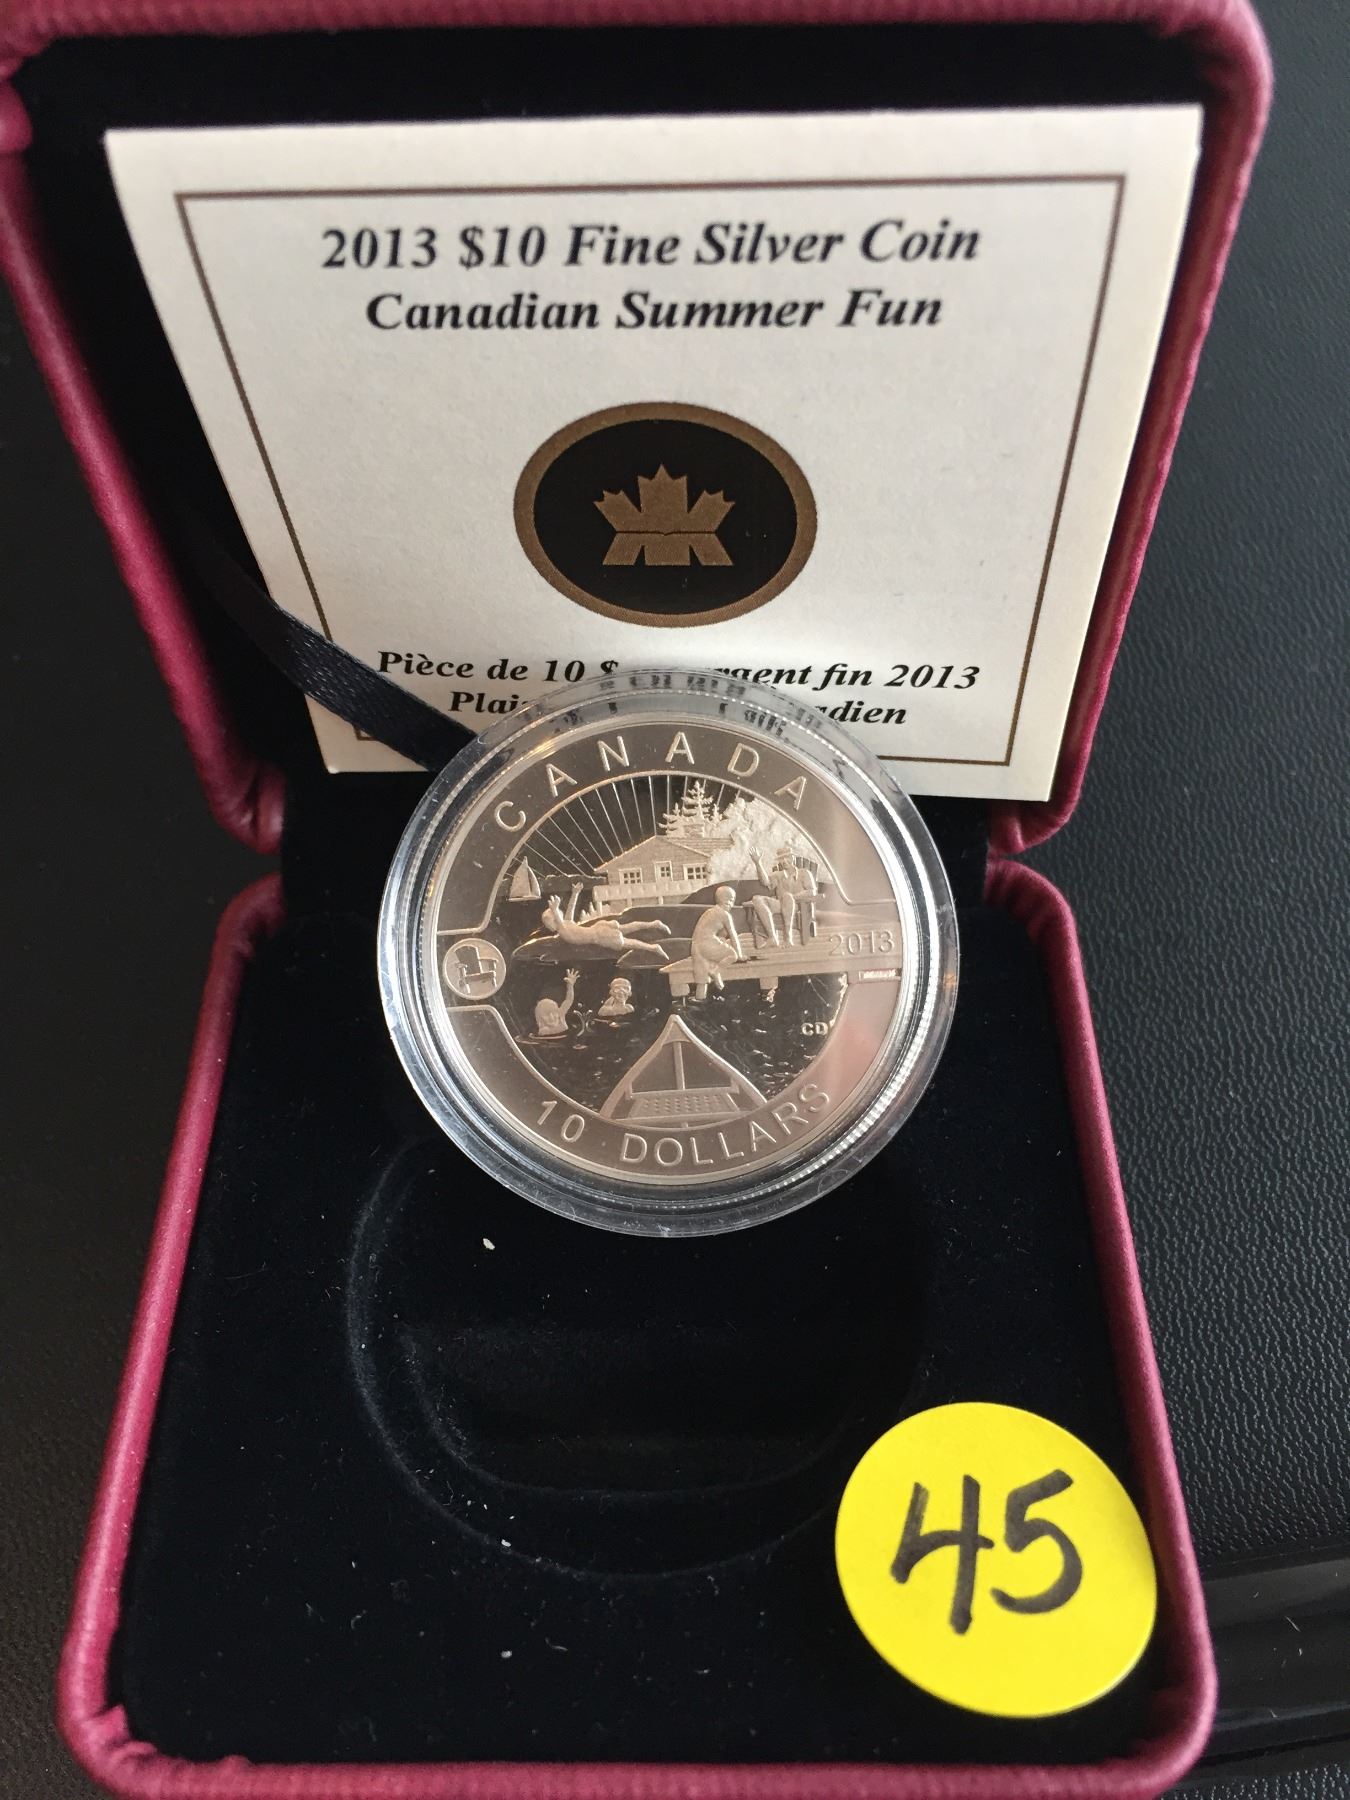 2013 $10 Fine Silver Coin
Canadian Summer Fun
Pièce de 10 $ fin 2013
CANADA
2013
CD
10 DOLLARS
45